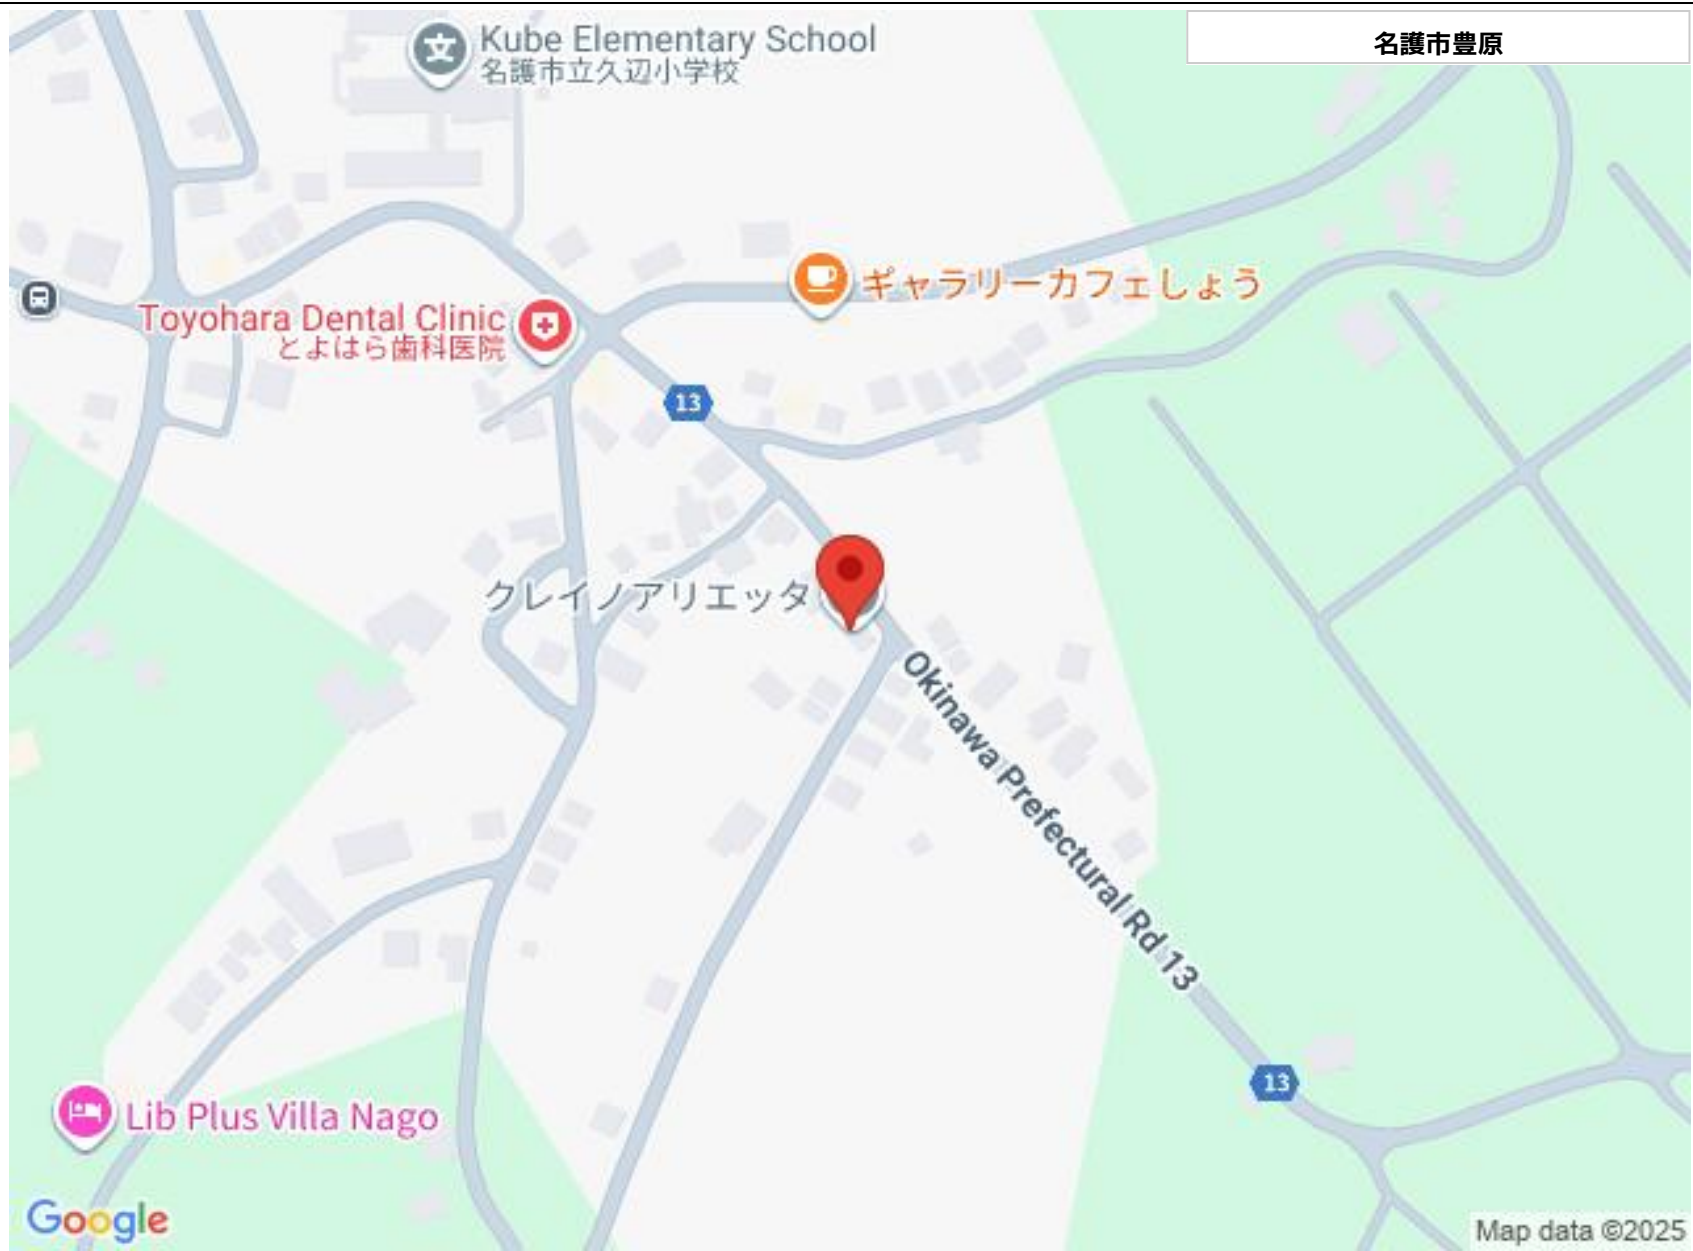 Kube Elementary School
名護市立久辺小学校
名護市豊原
ギャラリーカフェしょう
Toyohara Dental Clinic
とよはら歯科医院
13
クレイノアリエッタ
Okinawa Prefectural Rd 13
13
Lib Plus Villa Nago
Google
Map data ©2025